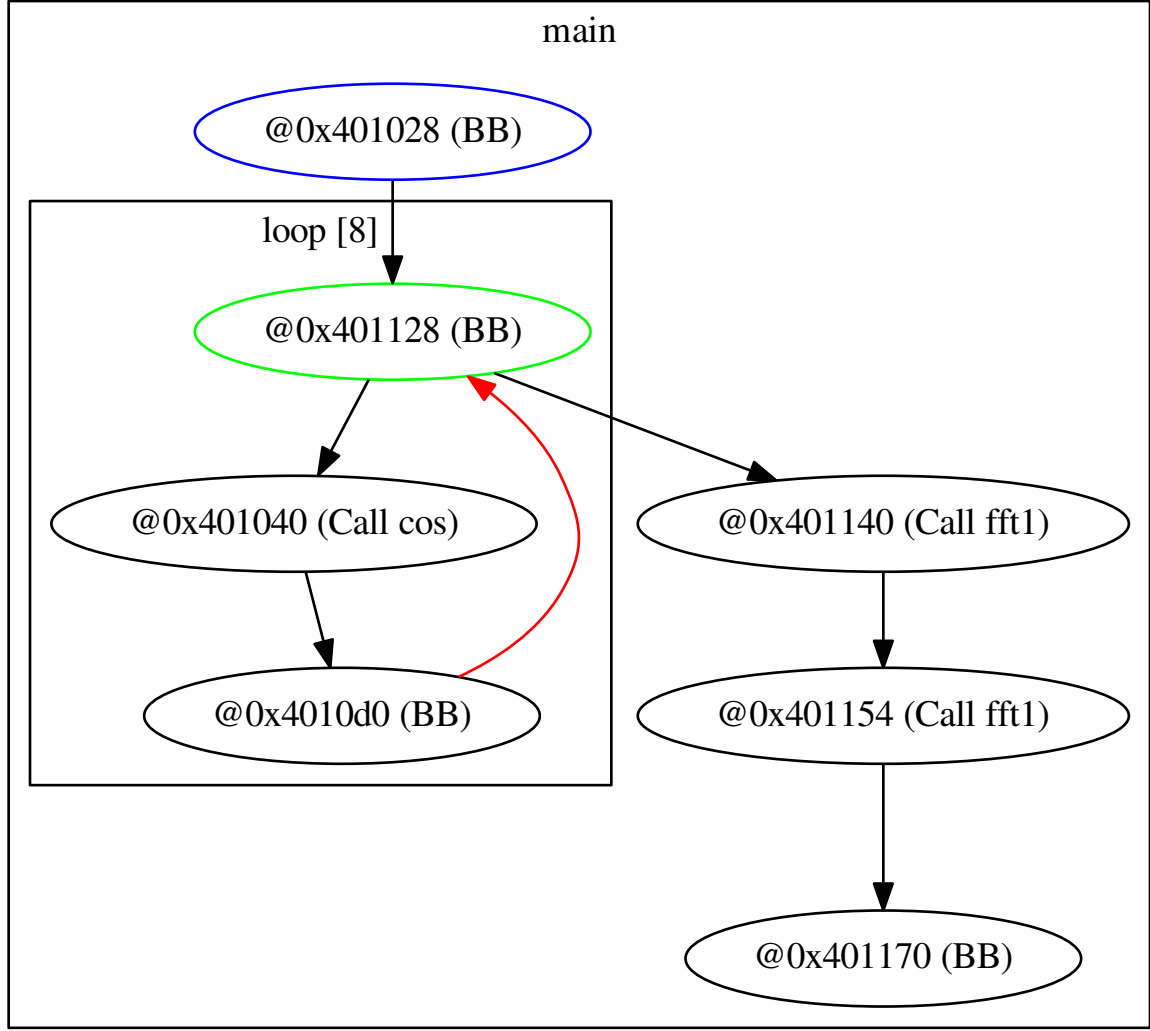 main
@0x401028 (BB)
loop [8]
@0x401128 (BB)
@0x401040 (Call cos)
@0x401140 (Call fft1)
@0x4010d0 (BB)
@0x401154 (Call fft1)
@0x401170 (BB)